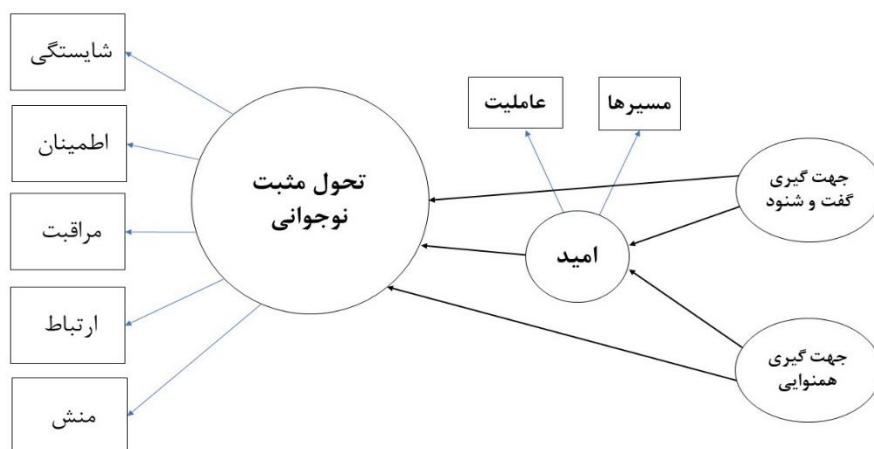 جهت گیری
گفت و شنود
جهت گیری
همنوایی
مسیرها
عاملیت
امید
تحول مثبت
نوجوانی
شایستگی
اطمینان
مراقبت
ارتباط
منش